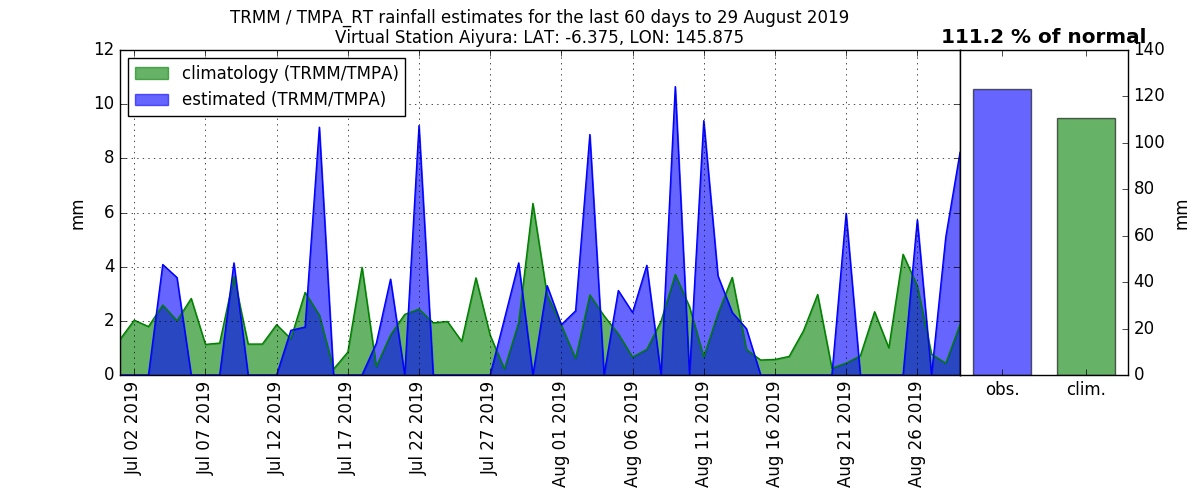 TRMM / TMPA_RT rainfall estimates for the last 60 days to 29 August 2019
Virtual Station Aiyura: LAT: -6.375, LON: 145.875
111.2 % of normal
climatology (TRMM/TMPA)
estimated (TRMM/TMPA)
12
10
8
6
4
2
0
mm
140
120
100
80
60
40
20
0
mm
Jul 02 2019
Jul 07 2019
Jul 12 2019
Jul 17 2019
Jul 22 2019
Jul 27 2019
Aug 01 2019
Aug 06 2019
Aug 11 2019
Aug 16 2019
Aug 21 2019
Aug 26 2019
obs.
clim.